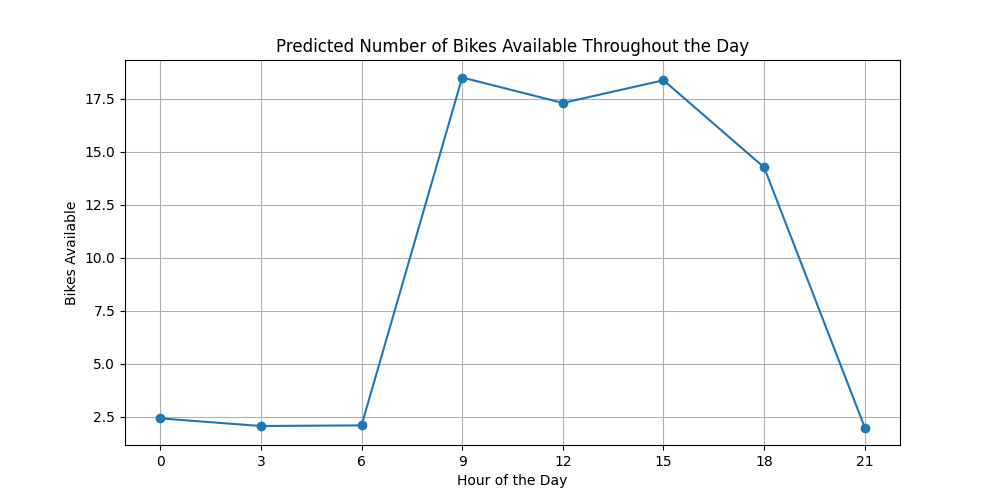 Predicted Number of Bikes Available Throughout the Day
17.5
15.0
12.5
10.0
7.5
5.0
2.5
Bikes Available
0 3 6 9 12 15 18 21
Hour of the Day